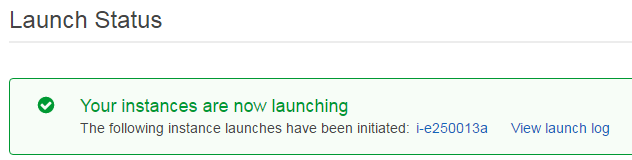 Launch Status
Your instances are now launching
The following instance launches have been initiated: i-e250013a View launch log